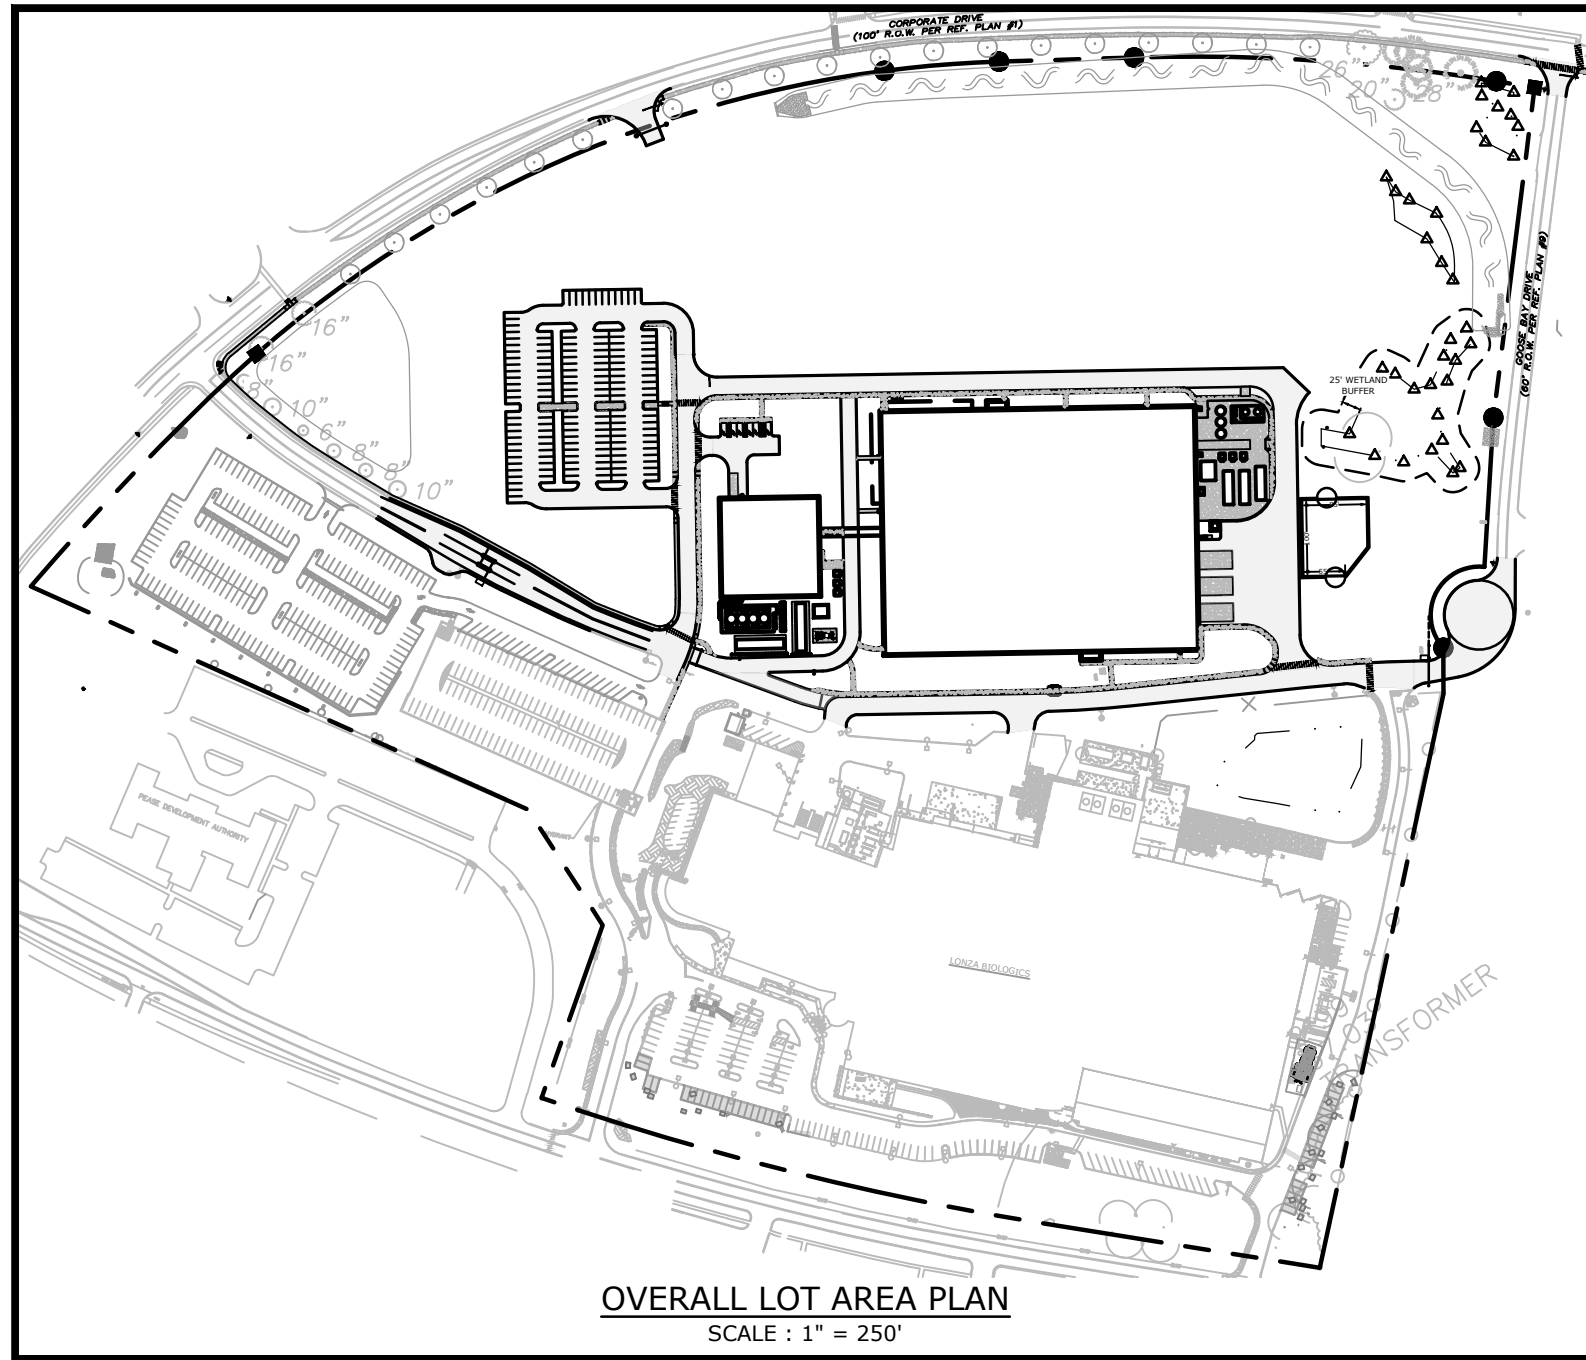 CORPORATE DRIVE
(100' R.O.W. PER REF. PLAN #1)
26"
20"
28"
GOOSE BAY DRIVE
(60' R.O.W. PER REF. PLAN #9)
16"
16"
8"
10"
6"
8"
8"
10"
25' WETLAND
BUFFER
PEASE DEVELOPMENT AUTHORITY
LONZA BIOLOGICS
TRANSFORMER
OVERALL LOT AREA PLAN
SCALE : 1" = 250'